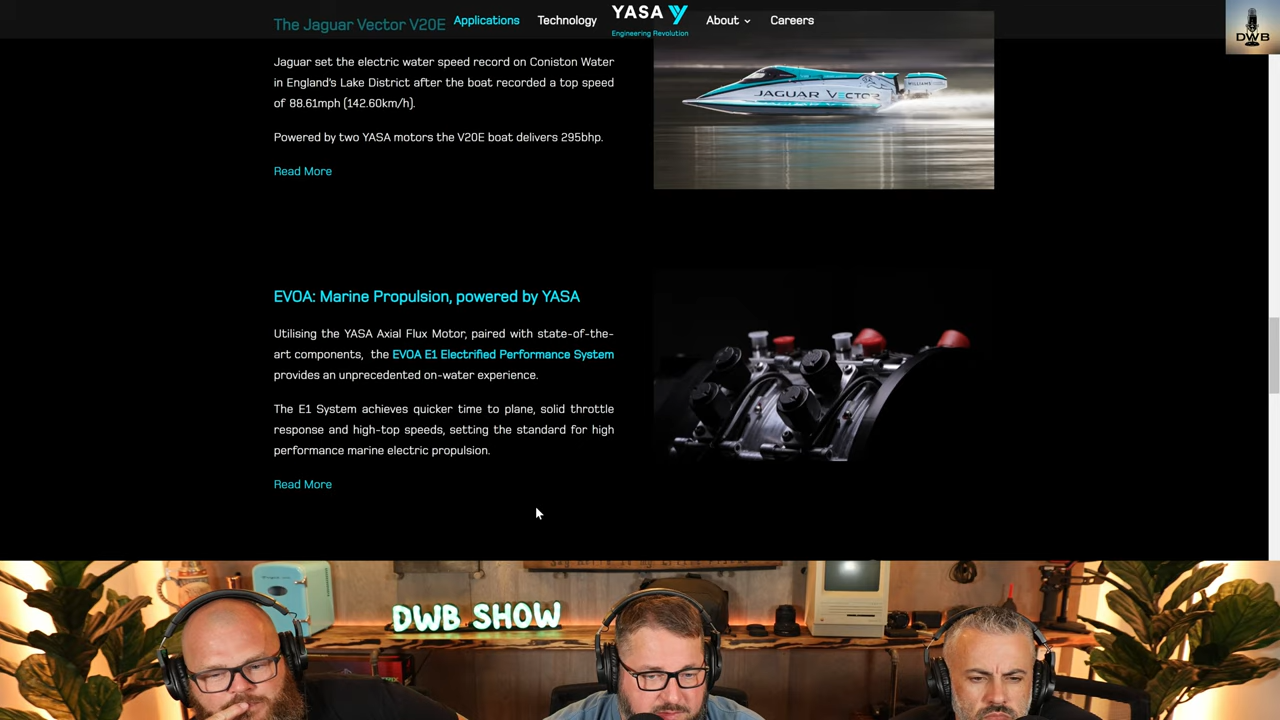 The Jaguar Vector V20E
Applications
Technology
YASA
Engineering Revolution
About
Careers
DWB
Jaguar set the electric water speed record on Coniston Water
in England's Lake District after the boat recorded a top speed
of 88.61mph (142.60km/h).
Powered by two YASA motors the V20E boat delivers 295bhp.
Read More
JAGUAR VECTOR
WILLIAMS
EVOA: Marine Propulsion, powered by YASA
Utilising the YASA Axial Flux Motor, paired with state-of-the-
art components, the EVOA E1 Electrified Performance System
provides an unprecedented on-water experience.
The E1 System achieves quicker time to plane, solid throttle
response and high-top speeds, setting the standard for high
performance marine electric propulsion.
Read More
DWB SHOW